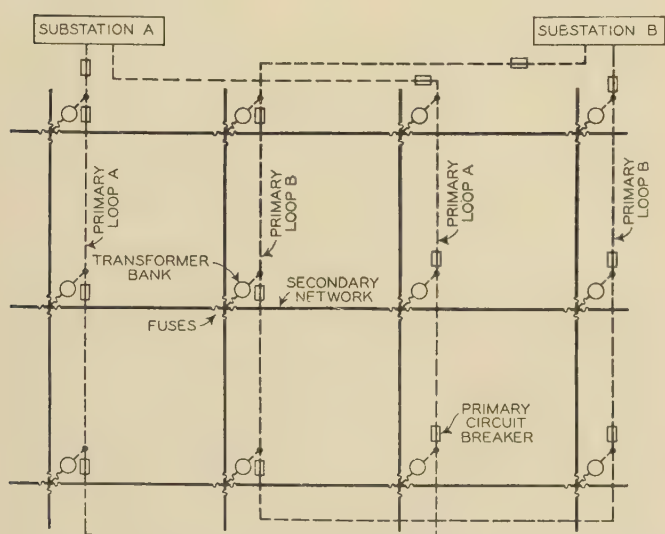 SUBSTATION A
SUBSTATION B
PRIMARY
LOOP A
PRIMARY
LOOP B
PRIMARY
LOOP A
PRIMARY
LOOP B
TRANSFORMER
BANK
SECONDARY
NETWORK
FUSES
PRIMARY
CIRCUIT
BREAKER